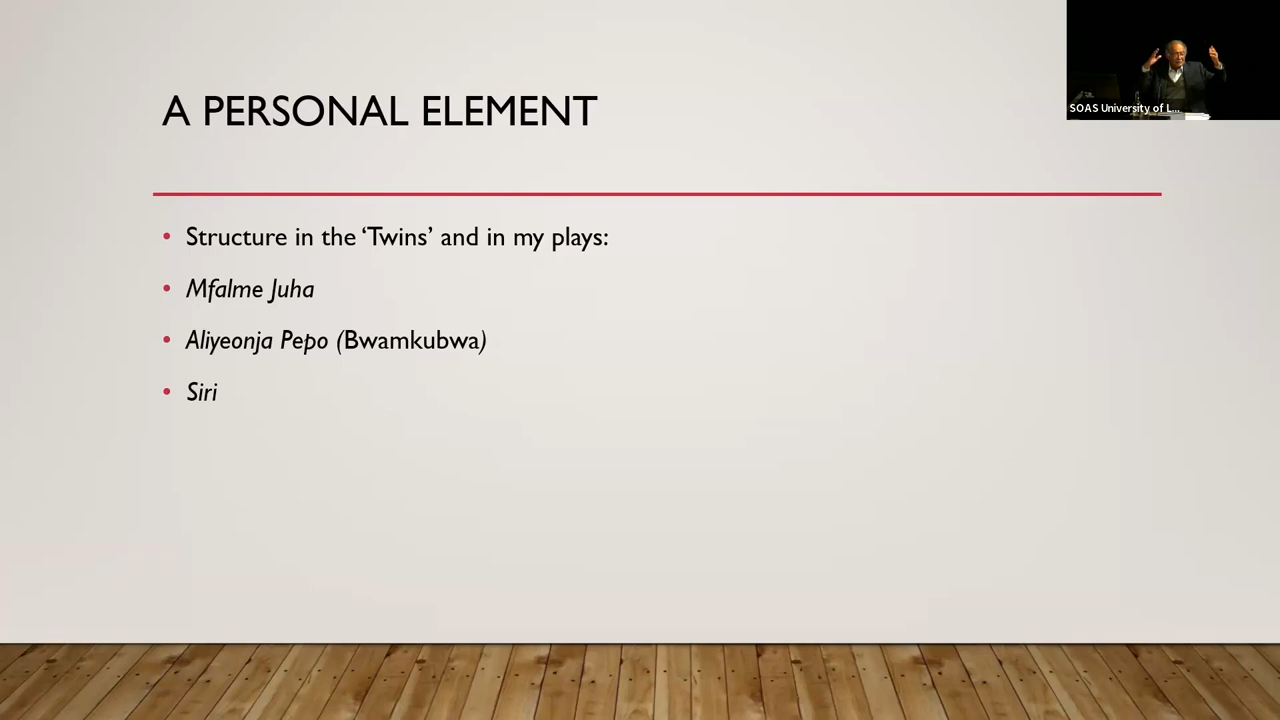 A PERSONAL ELEMENT
SOAS University of L...
• Structure in the ‘Twins’ and in my plays:
• Mfalme Juha
• Aliyeonja Pepo (Bwamkubwa)
• Siri